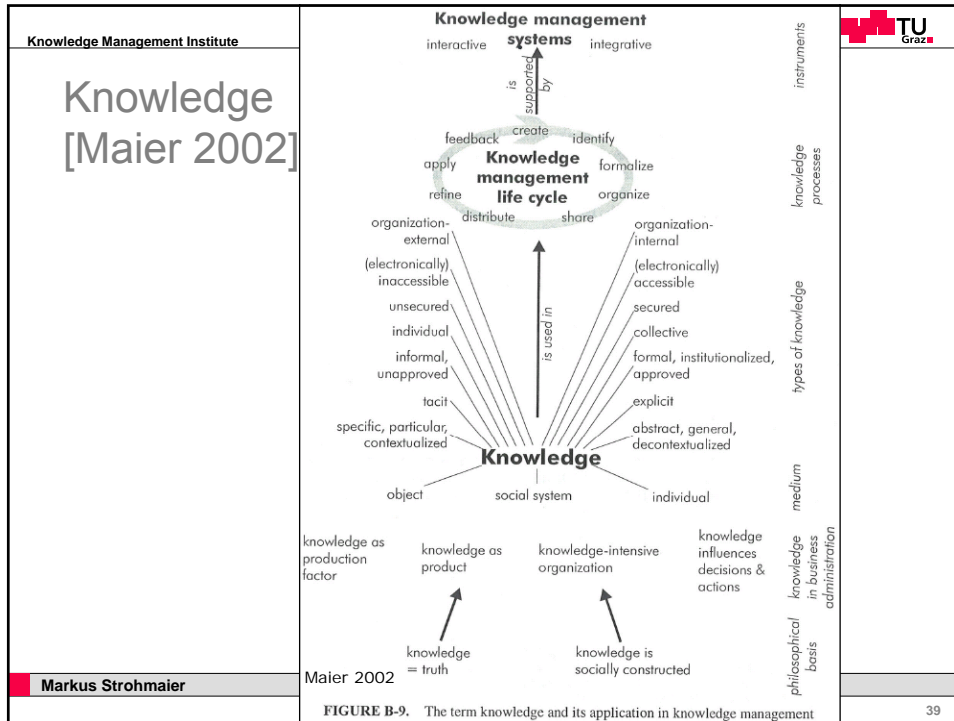 Knowledge Management Institute
TU
Graz
Knowledge
[Maier 2002]
Knowledge management
systems
interactive
integrative
instruments
is
supported
by
create
feedback
identify
apply
formalize
Knowledge
management
life cycle
refine
organize
distribute
share
knowledge
processes
organization-
external
organization-
internal
(electronically)
inaccessible
(electronically)
accessible
unsecured
secured
individual
collective
informal,
unapproved
formal, institutionalized,
approved
tacit
explicit
specific, particular,
contextualized
abstract, general,
decontextualized
is used in
types of knowledge
Knowledge
object
social system
individual
medium
knowledge as
production
factor
knowledge as
product
knowledge-intensive
organization
knowledge
influences
decisions &
actions
knowledge
in business
administration
knowledge
= truth
knowledge is
socially constructed
philosophical
basis
Maier 2002
Markus Strohmaier
FIGURE B-9. The term knowledge and its application in knowledge management
39